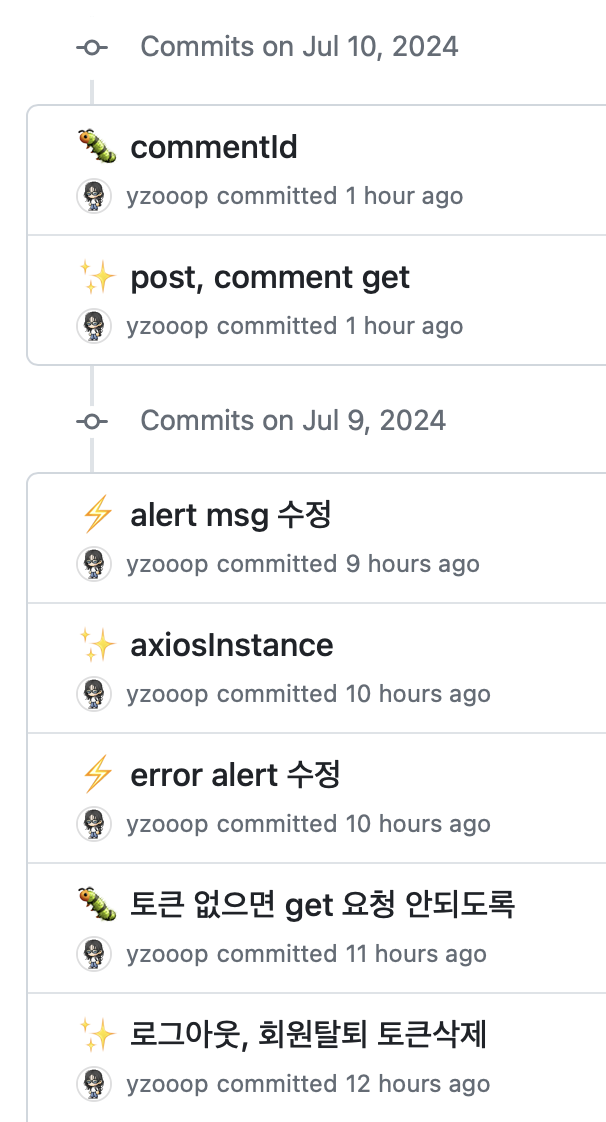 Commits on Jul 10, 2024
🐛 commentId
yzooop committed 1 hour ago
✨ post, comment get
yzooop committed 1 hour ago
Commits on Jul 9, 2024
⚡ alert msg 수정
yzooop committed 9 hours ago
✨ axiosInstance
yzooop committed 10 hours ago
⚡ error alert 수정
yzooop committed 10 hours ago
🐛 토큰 없으면 get 요청 안되도록
yzooop committed 11 hours ago
✨ 로그아웃, 회원탈퇴 토큰삭제
yzooop committed 12 hours ago